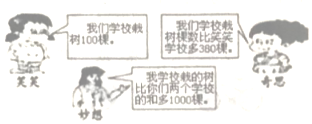 我们学校栽
树100棵。
我们学校栽
树棵数比笑笑
学校多380棵。
我学校栽的树
比你们两个学校
的和多1000棵。
笑笑
妙想
奇思